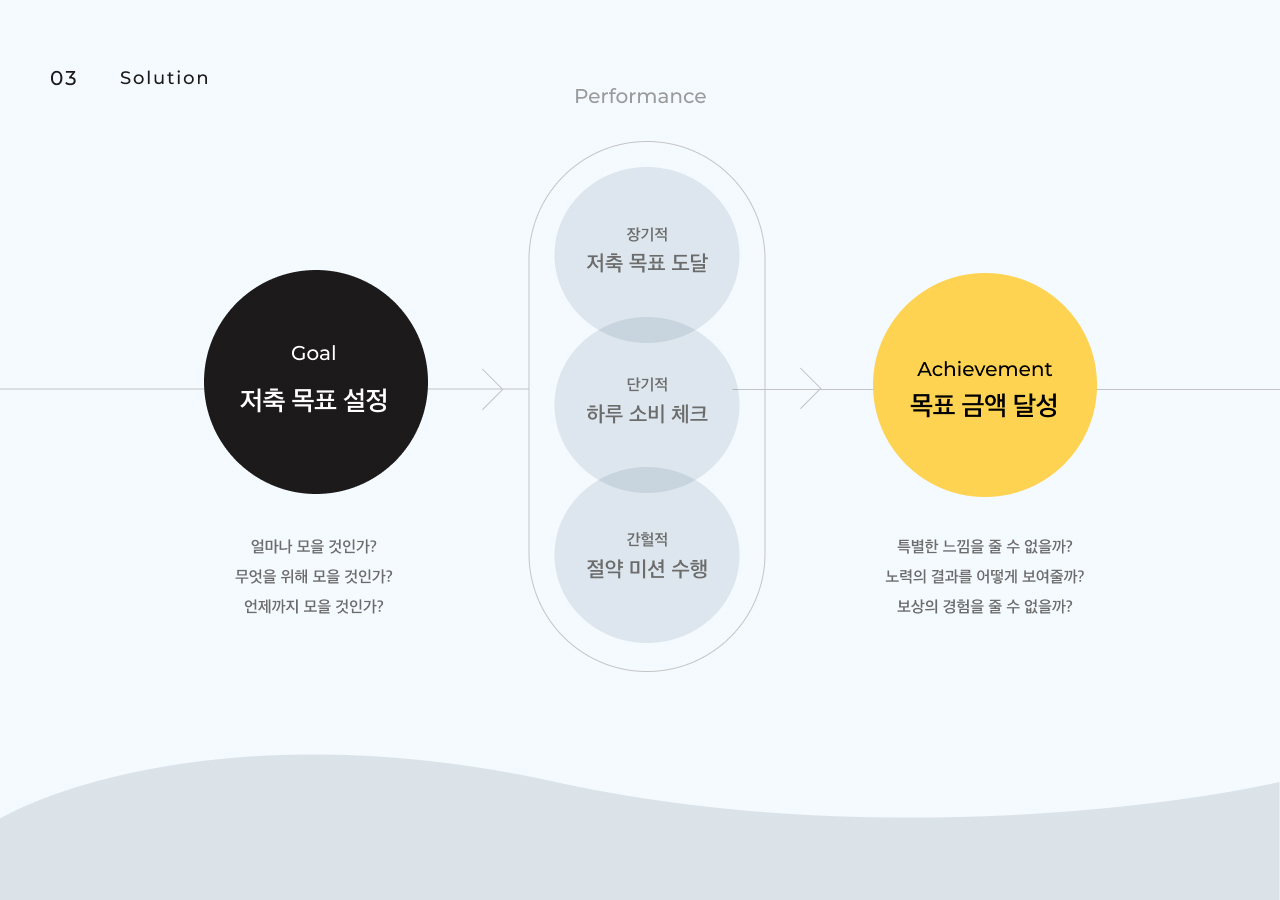 03 Solution
Performance
Goal
저축 목표 설정
얼마나 모을 것인가?
무엇을 위해 모을 것인가?
언제까지 모을 것인가?
장기적
저축 목표 도달
단기적
하루 소비 체크
간헐적
절약 미션 수행
Achievement
목표 금액 달성
특별한 느낌을 줄 수 없을까?
노력의 결과를 어떻게 보여줄까?
보상의 경험을 줄 수 없을까?